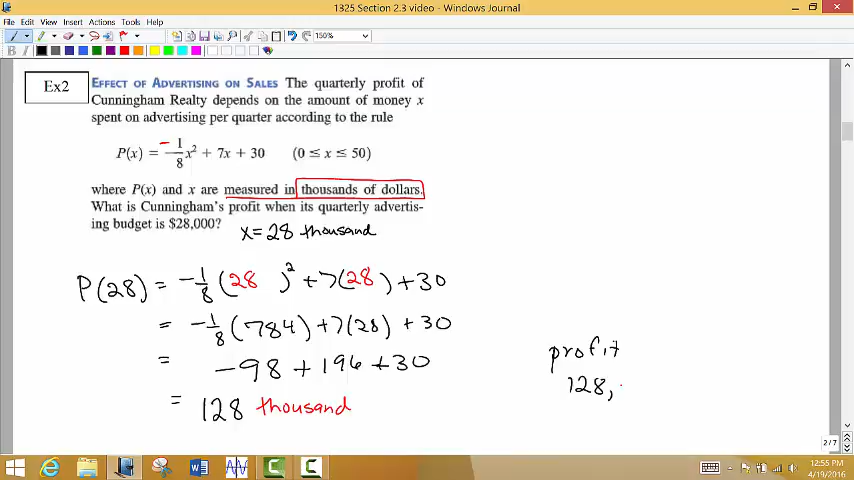 1325 Section 2.3 video - Windows Journal
File Edit View Insert Actions Tools Help
150%
B I
Ex2
EFFECT OF ADVERTISING ON SALES The quarterly profit of
Cunningham Realty depends on the amount of money x
spent on advertising per quarter according to the rule
P(x) = -1/8x² + 7x + 30 (0 ≤ x ≤ 50)
where P(x) and x are measured in thousands of dollars.
What is Cunningham's profit when its quarterly advertis-
ing budget is $28,000?
x = 28 thousand
P(28) = -1/8(28)² + 7(28) + 30
= -1/8(784) + 7(28) + 30
= -98 + 196 + 30
= 128 thousand
profit
128,
2/7
12:55 PM
4/19/2016